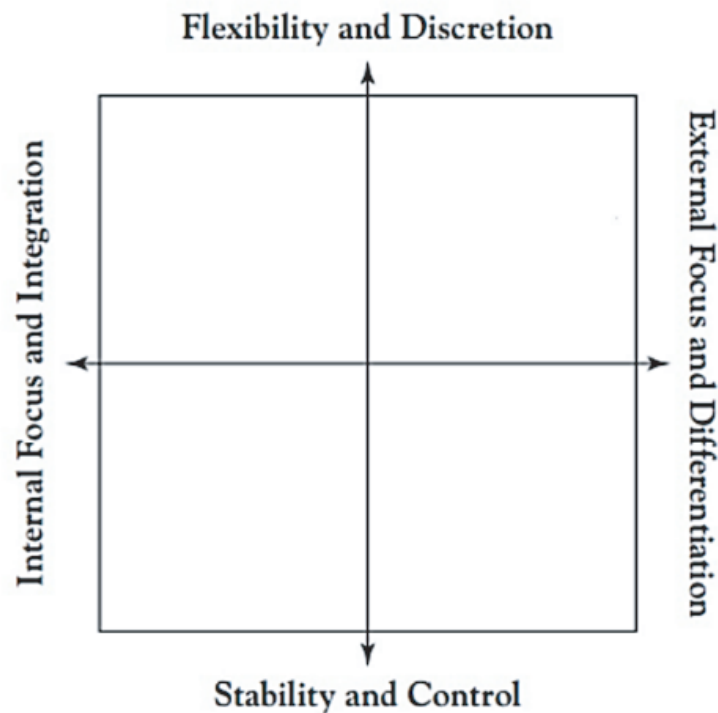 Flexibility and Discretion
Internal Focus and Integration
External Focus and Differentiation
Stability and Control